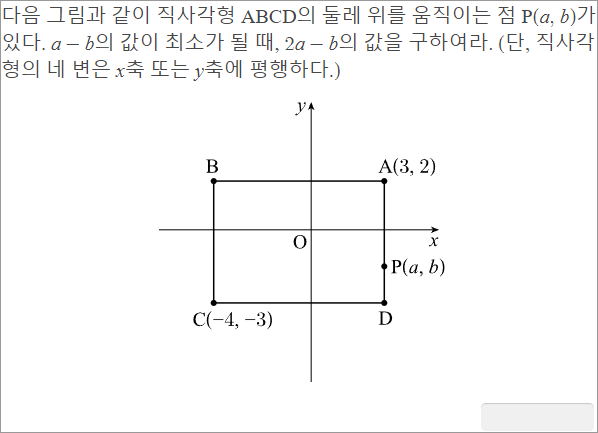 다음 그림과 같이 직사각형 ABCD의 둘레 위를 움직이는 점 P(a, b)가
있다. a − b의 값이 최소가 될 때, 2a − b의 값을 구하여라. (단, 직사각
형의 네 변은 x축 또는 y축에 평행하다.)
y
B
A(3, 2)
O
x
P(a, b)
C(−4, −3)
D